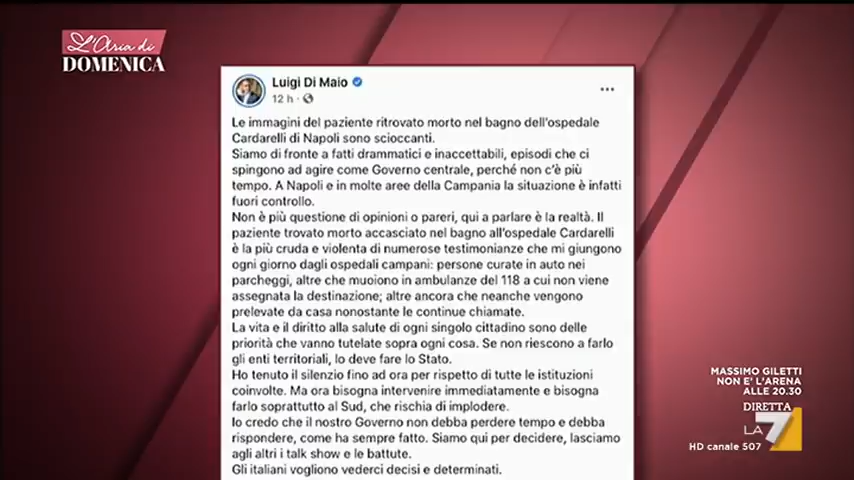 L'Aria di
DOMENICA
Luigi Di Maio
12 h ·
Le immagini del paziente ritrovato morto nel bagno dell'ospedale
Cardarelli di Napoli sono scioccanti.
Siamo di fronte a fatti drammatici e inaccettabili, episodi che ci
spingono ad agire come Governo centrale, perché non c'è più
tempo. A Napoli e in molte aree della Campania la situazione è infatti
fuori controllo.
Non è più questione di opinioni o pareri, qui a parlare è la realtà. Il
paziente trovato morto accasciato nel bagno all'ospedale Cardarelli
è la più cruda e violenta di numerose testimonianze che mi giungono
ogni giorno dagli ospedali campani: persone curate in auto nei
parcheggi, altre che muoiono in ambulanze del 118 a cui non viene
assegnata la destinazione; altre ancora che neanche vengono
prelevate da casa nonostante le continue chiamate.
La vita e il diritto alla salute di ogni singolo cittadino sono delle
priorità che vanno tutelate sopra ogni cosa. Se non riescono a farlo
gli enti territoriali, lo deve fare lo Stato.
Ho tenuto il silenzio fino ad ora per rispetto di tutte le istituzioni
coinvolte. Ma ora bisogna intervenire immediatamente e bisogna
farlo soprattutto al Sud, che rischia di implodere.
Io credo che il nostro Governo non debba perdere tempo e debba
rispondere, come ha sempre fatto. Siamo qui per decidere, lasciamo
agli altri i talk show e le battute.
Gli italiani vogliono vederci decisi e determinati.
MASSIMO GILETTI
NON E' L'ARENA
ALLE 20.30
DIRETTA
LA 7
HD canale 507